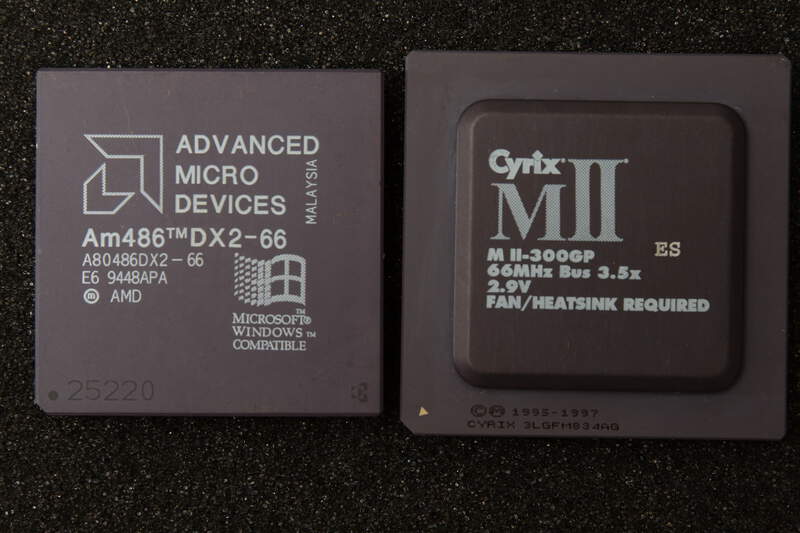 ADVANCED
MICRO
DEVICES
MALAYSIA
Am486™DX2-66
A80486DX2-66
E6 9448APA
Ⓜ AMD
MICROSOFT®
WINDOWS™
COMPATIBLE
25220
Cyrix®
MII®
ES
M II-300GP
66MHz Bus 3.5x
2.9V
FAN/HEATSINK REQUIRED
©Ⓜ 1995-1997
CYRIX 3LGFM834AG